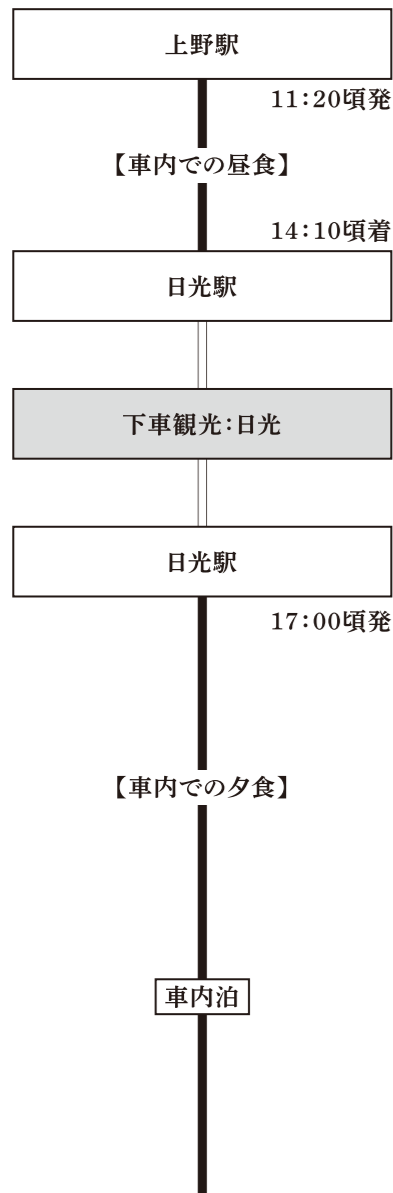 上野駅
11:20頃発
【車内での昼食】
14:10頃着
日光駅
下車観光:日光
日光駅
17:00頃発
【車内での夕食】
車内泊